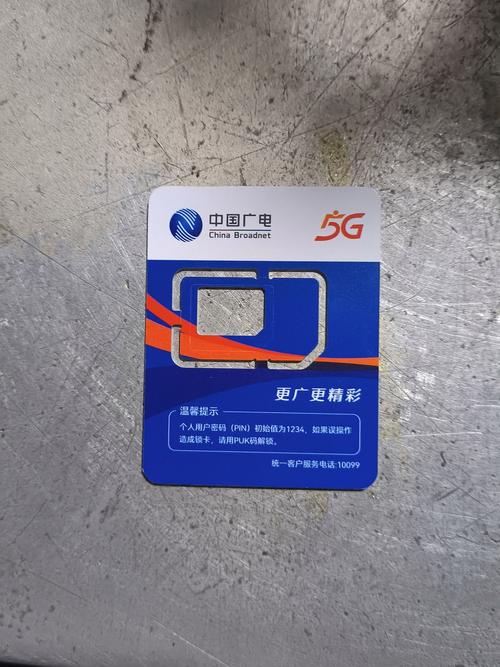 中国广电
China Broadnet
5G
更广更精彩
温馨提示
个人用户密码（PIN）初始值为1234，如果误操作
造成锁卡，请用PUK码解锁。
统一客户服务电话:10099